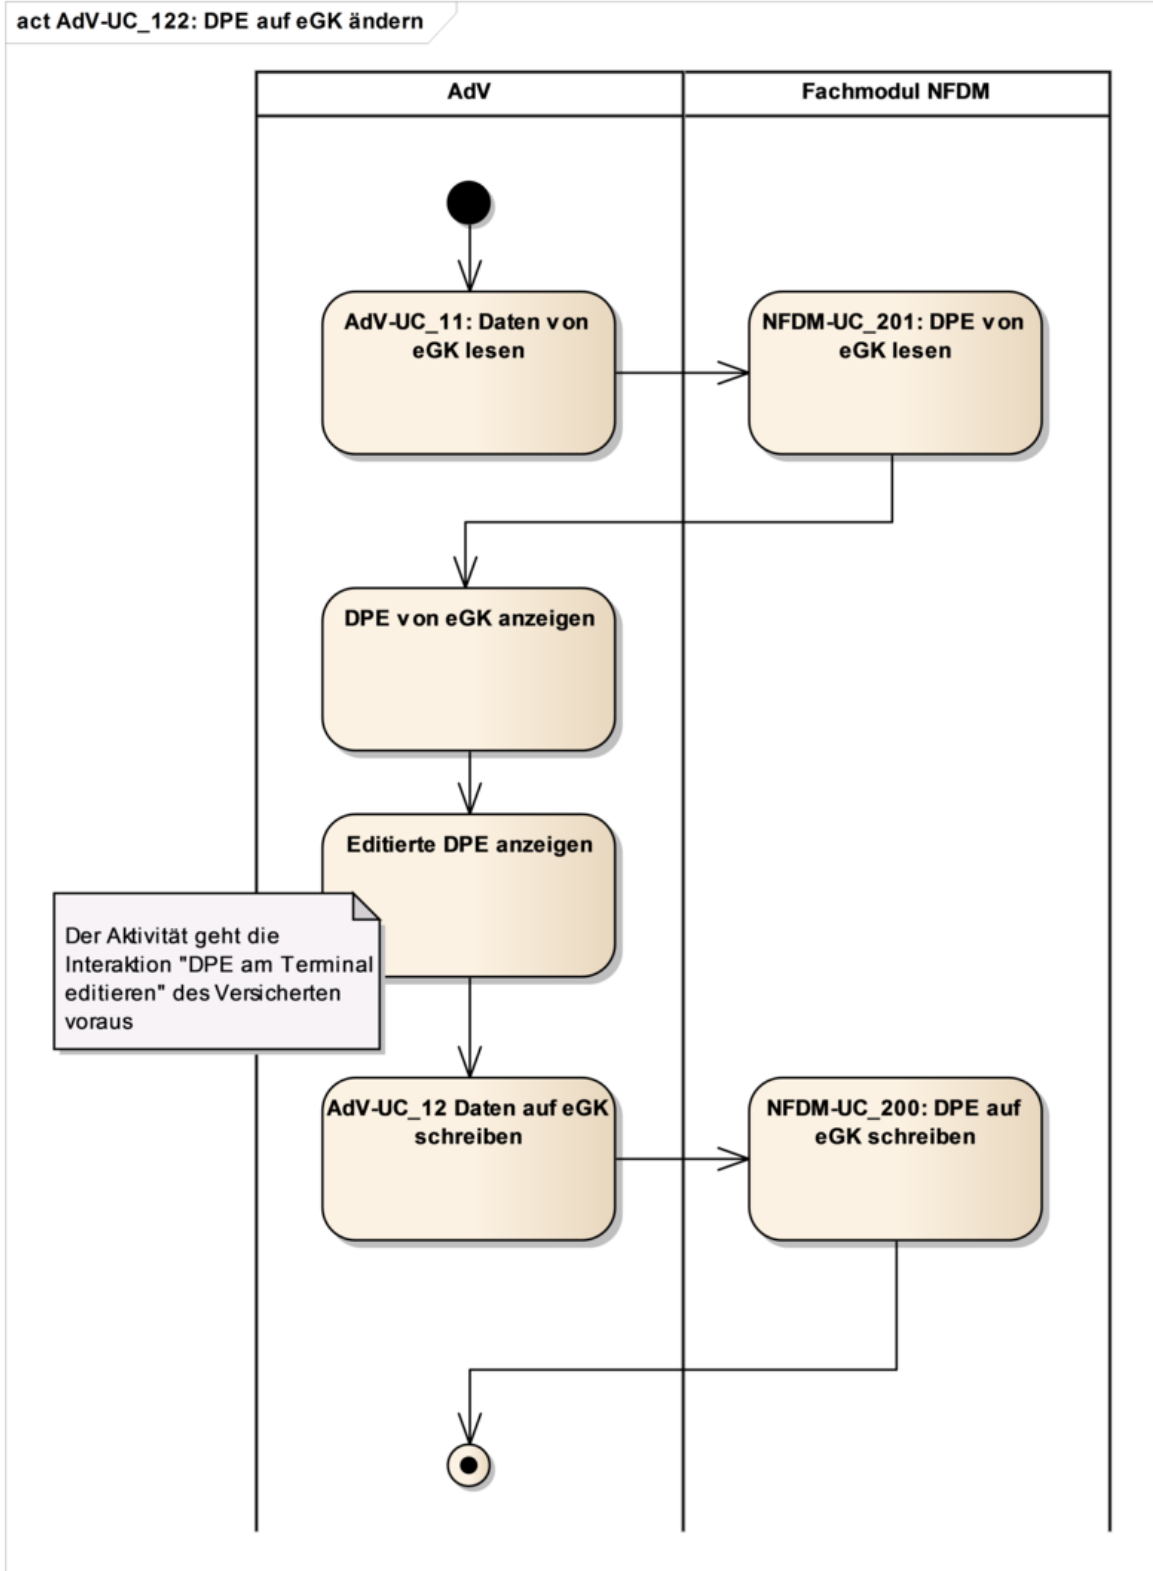 act AdV-UC_122: DPE auf eGK ändern
AdV
Fachmodul NFDM
AdV-UC_11: Daten von
eGK lesen
NFDM-UC_201: DPE von
eGK lesen
DPE von eGK anzeigen
Editierte DPE anzeigen
Der Aktivität geht die
Interaktion "DPE am Terminal
editieren" des Versicherten
voraus
AdV-UC_12 Daten auf eGK
schreiben
NFDM-UC_200: DPE auf
eGK schreiben